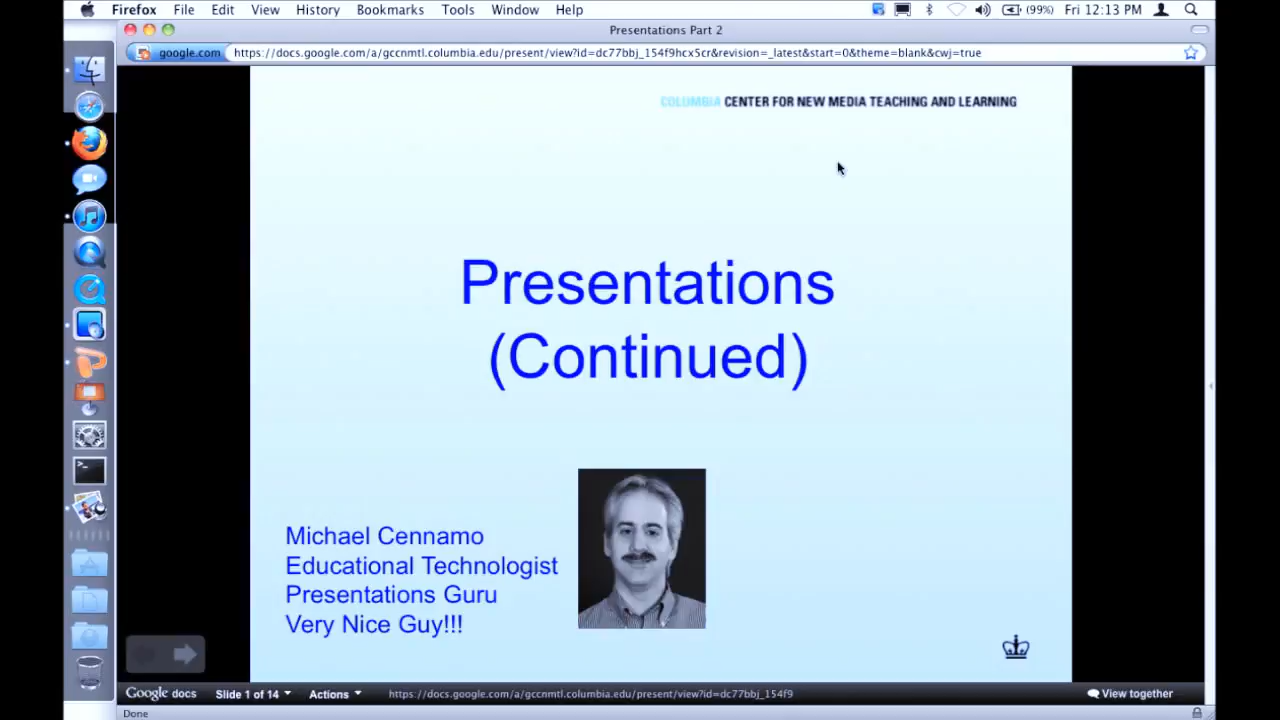 Firefox File Edit View History Bookmarks Tools Window Help (99%) Fri 12:13 PM
Presentations Part 2
google.com https://docs.google.com/a/gccnmtl.columbia.edu/present/view?id=dc77bbj_154f9hcx5cr&revision=_latest&start=0&theme=blank&cwj=true
COLUMBIA CENTER FOR NEW MEDIA TEACHING AND LEARNING
Presentations
(Continued)
Michael Cennamo
Educational Technologist
Presentations Guru
Very Nice Guy!!!
Google docs Slide 1 of 14 Actions https://docs.google.com/a/gccnmtl.columbia.edu/present/view?id=dc77bbj_154f9 View together
Done